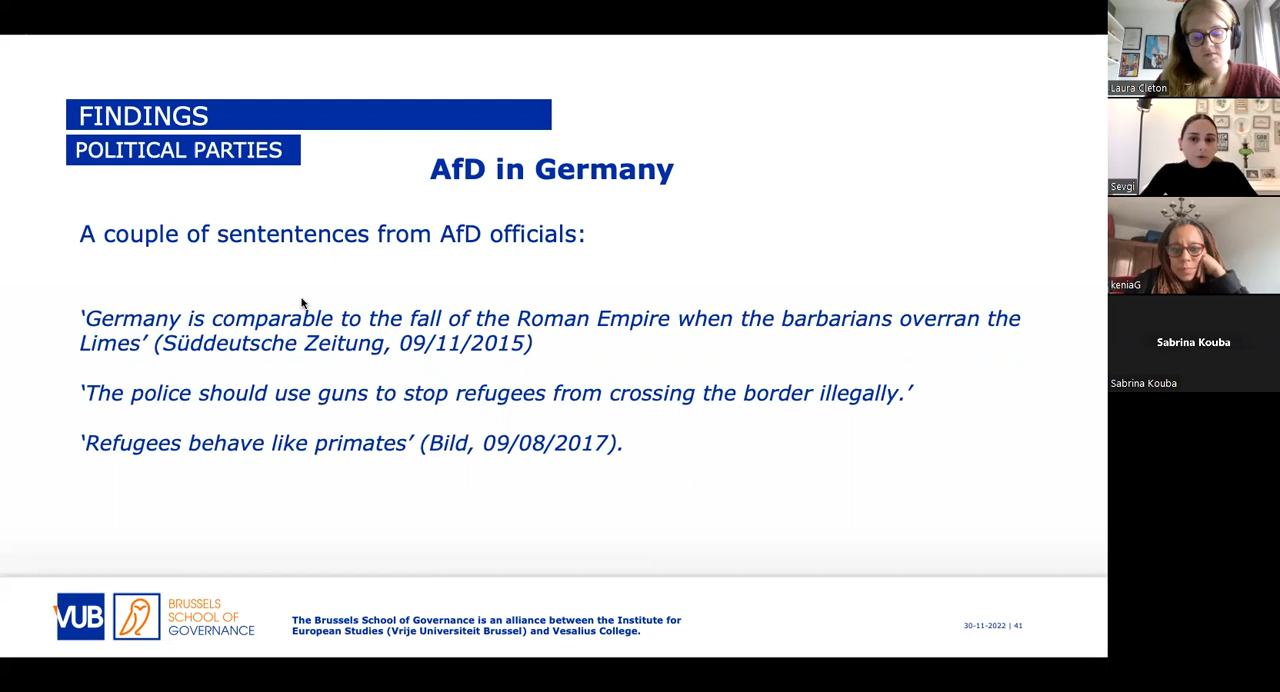 FINDINGS
POLITICAL PARTIES
AfD in Germany
A couple of sententences from AfD officials:
‘Germany is comparable to the fall of the Roman Empire when the barbarians overran the
Limes’ (Süddeutsche Zeitung, 09/11/2015)
‘The police should use guns to stop refugees from crossing the border illegally.’
‘Refugees behave like primates’ (Bild, 09/08/2017).
VUB
BRUSSELS
SCHOOL OF
GOVERNANCE
The Brussels School of Governance is an alliance between the Institute for
European Studies (Vrije Universiteit Brussel) and Vesalius College.
30-11-2022 | 41
Laura Cleton
Sevgi
keniaG
Sabrina Kouba
Sabrina Kouba